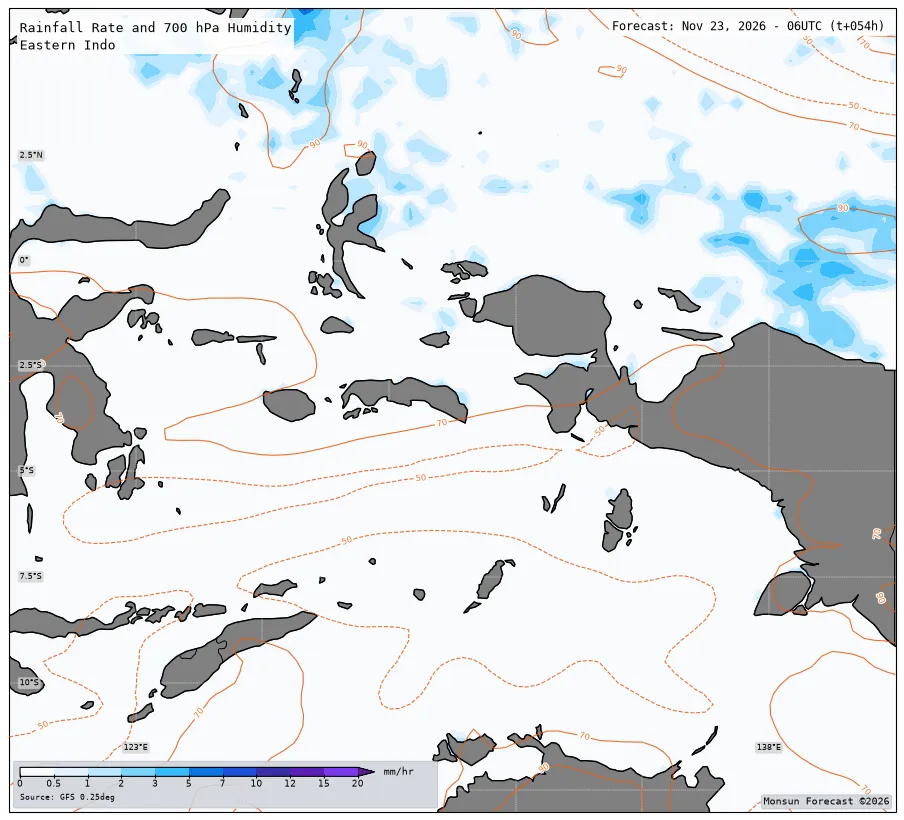 Rainfall Rate and 700 hPa Humidity
Eastern Indo
Forecast: Nov 23, 2026 - 06UTC (t+054h)
90
50
70
90
50
70
90
90
2.5°N
90
0°
2.5°S
70
70
50
5°S
50
50
70
7.5°S
90
10°S
70
50
70
123°E
138°E
90
70
0 0.5 1 2 3 5 7 10 12 15 20 mm/hr
Source: GFS 0.25deg
Monsun Forecast ©2026